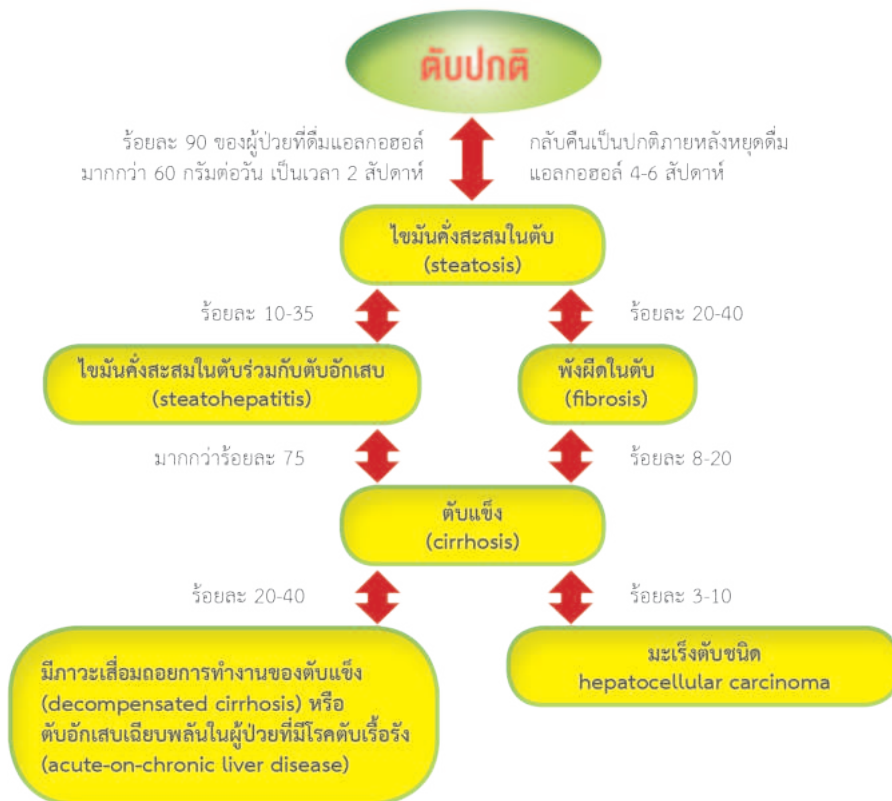 ตับปกติ
ร้อยละ 90 ของผู้ป่วยที่ดื่มแอลกอฮอล์
มากกว่า 60 กรัมต่อวัน เป็นเวลา 2 สัปดาห์
กลับคืนเป็นปกติภายหลังหยุดดื่ม
แอลกอฮอล์ 4-6 สัปดาห์
ไขมันคั่งสะสมในตับ
(steatosis)
ร้อยละ 10-35
ร้อยละ 20-40
ไขมันคั่งสะสมในตับร่วมกับตับอักเสบ
(steatohepatitis)
พังผืดในตับ
(fibrosis)
มากกว่าร้อยละ 75
ร้อยละ 8-20
ตับแข็ง
(cirrhosis)
ร้อยละ 20-40
ร้อยละ 3-10
มีภาวะเสื่อมถอยการทำงานของตับแข็ง
(decompensated cirrhosis) หรือ
ตับอักเสบเฉียบพลันในผู้ป่วยที่มีโรคตับเรื้อรัง
(acute-on-chronic liver disease)
มะเร็งตับชนิด
hepatocellular carcinoma